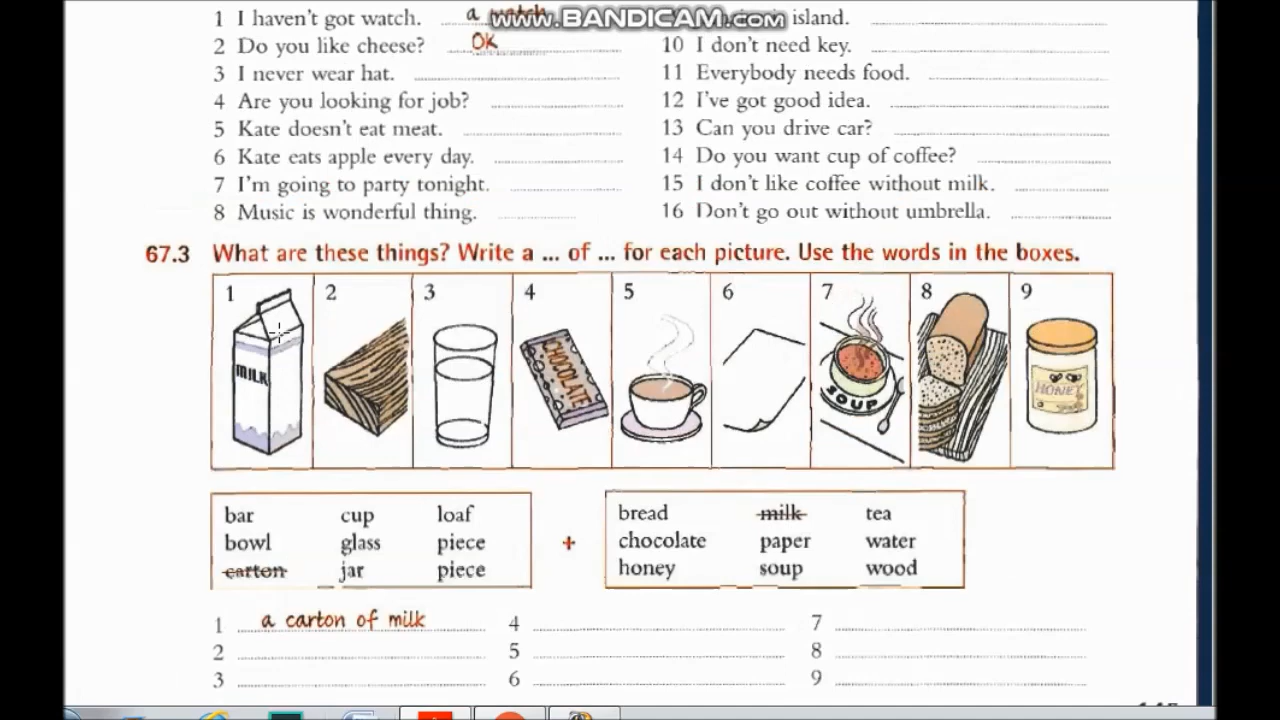 www.BANDICAM.com
1 I haven't got watch. a watch
2 Do you like cheese? OK
3 I never wear hat.
4 Are you looking for job?
5 Kate doesn't eat meat.
6 Kate eats apple every day.
7 I'm going to party tonight.
8 Music is wonderful thing.
island.
10 I don't need key.
11 Everybody needs food.
12 I've got good idea.
13 Can you drive car?
14 Do you want cup of coffee?
15 I don't like coffee without milk.
16 Don't go out without umbrella.
67.3 What are these things? Write a ... of ... for each picture. Use the words in the boxes.
1 2 3 4 5 6 7 8 9
MILK
CHOCOLATE
SOUP
HONEY
bar cup loaf
bowl glass piece
carton jar piece
+
bread milk tea
chocolate paper water
honey soup wood
1 a carton of milk
2
3
4
5
6
7
8
9